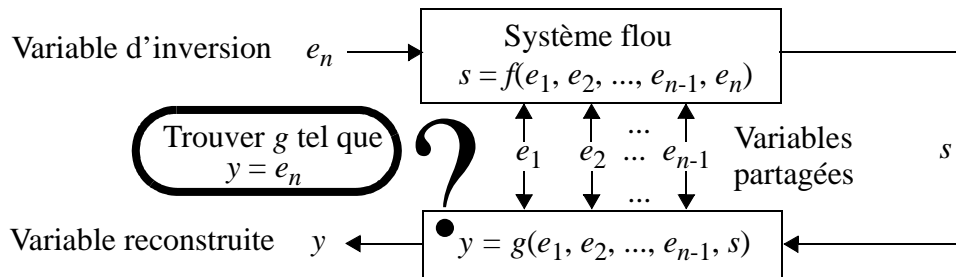 Variable d'inversion e_n
Système flou
s = f(e_1, e_2, ..., e_{n-1}, e_n)
Trouver g tel que
y = e_n
?
...
e_1 e_2 ... e_{n-1}
...
Variables
partagées
s
Variable reconstruite y
y = g(e_1, e_2, ..., e_{n-1}, s)